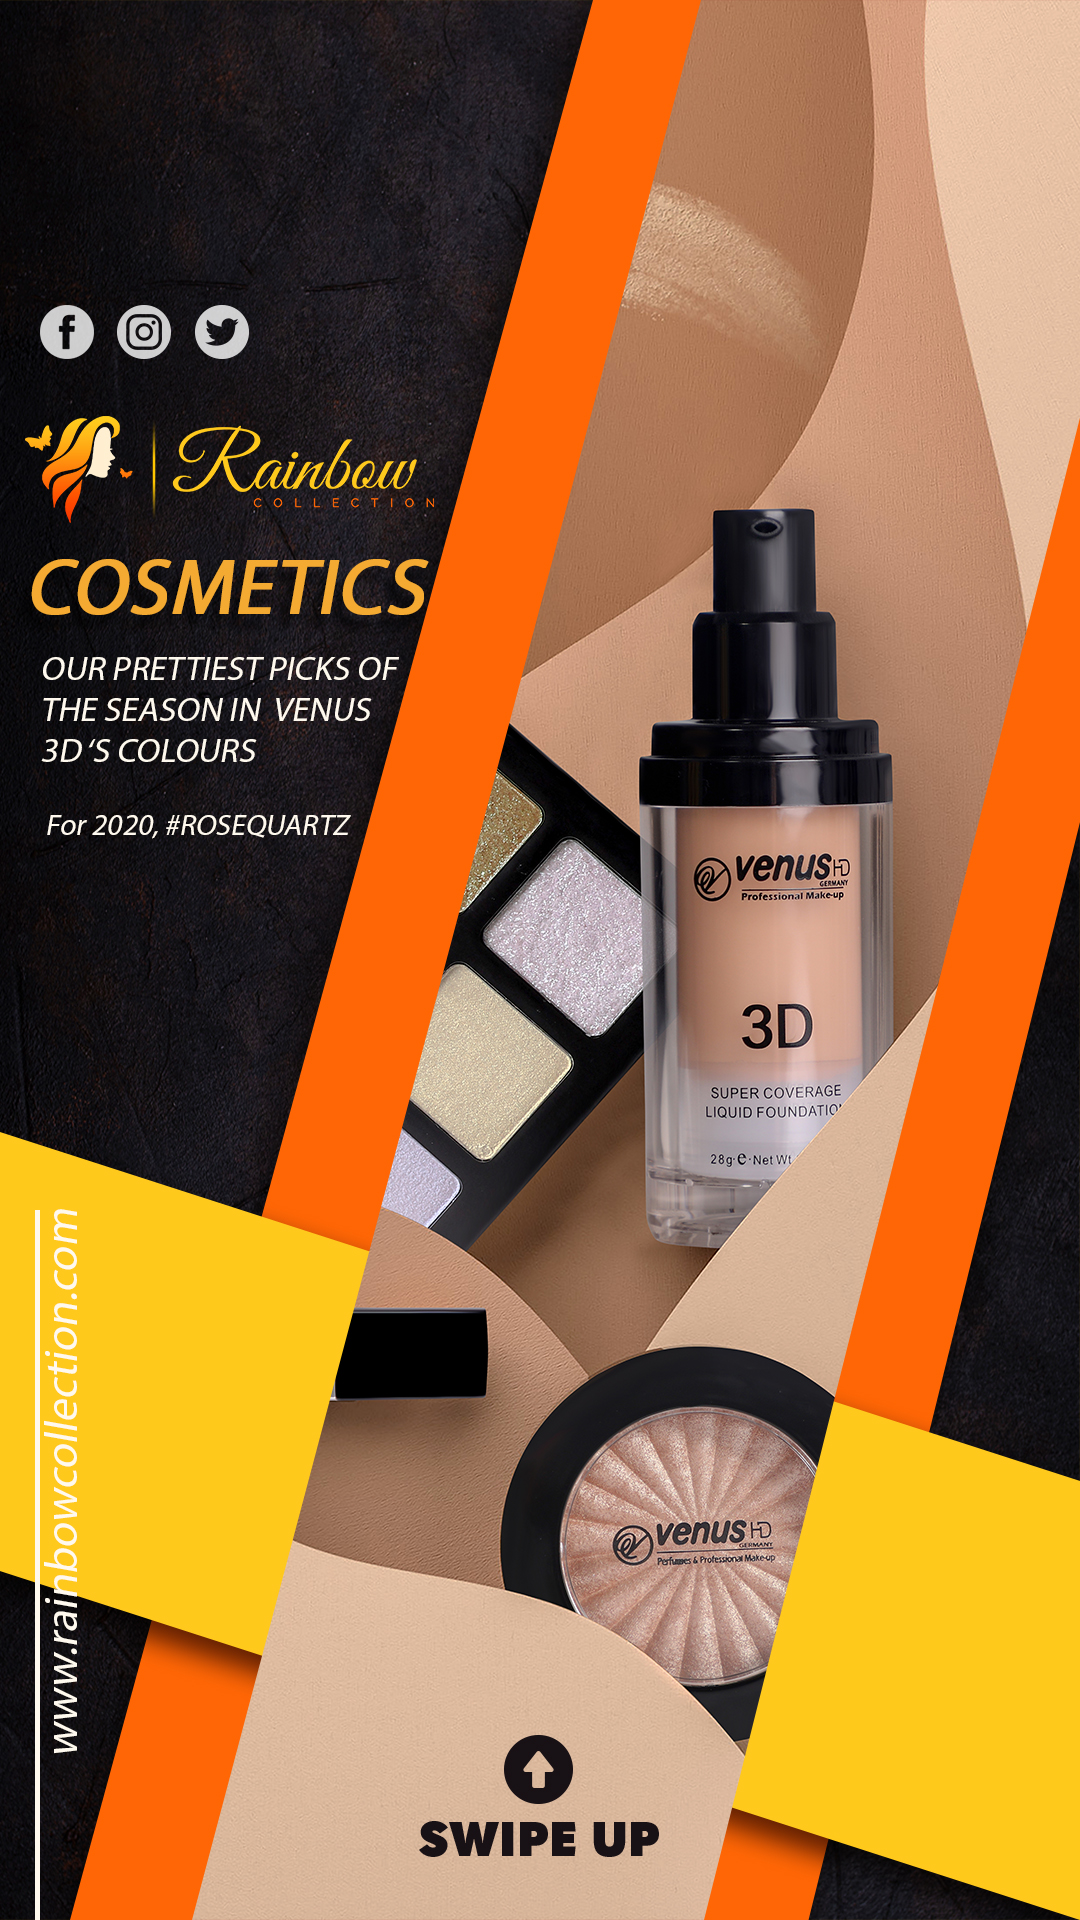 Rainbow
COLLECTION
COSMETICS
OUR PRETTIEST PICKS OF
THE SEASON IN VENUS
3D 'S COLOURS
For 2020, #ROSEQUARTZ
venus HD
GERMANY
Professional Make-up
3D
SUPER COVERAGE
LIQUID
28g·e·Net Wt
www.rainbowcollection.com
venus HD
GERMANY
Perfumes & Professional Make-up
SWIPE UP